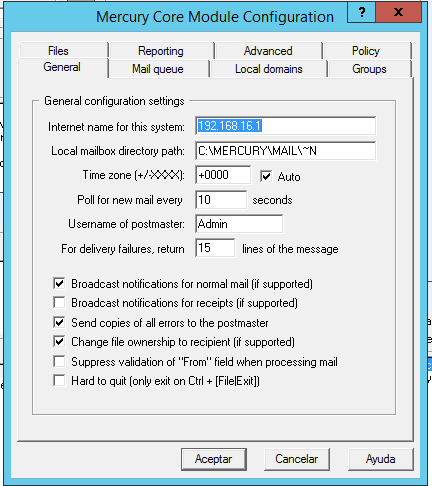 Mercury Core Module Configuration
? X
Files Reporting Advanced Policy
General Mail queue Local domains Groups
General configuration settings
Internet name for this system: 192.168.16.1
Local mailbox directory path: C:\MERCURY\MAIL\~N
Time zone (+/-XXXX): +0000 Auto
Poll for new mail every 10 seconds
Username of postmaster: Admin
For delivery failures, return 15 lines of the message
Broadcast notifications for normal mail (if supported)
Broadcast notifications for receipts (if supported)
Send copies of all errors to the postmaster
Change file ownership to recipient (if supported)
Suppress validation of "From" field when processing mail
Hard to quit (only exit on Ctrl + [File|Exit])
Aceptar Cancelar Ayuda